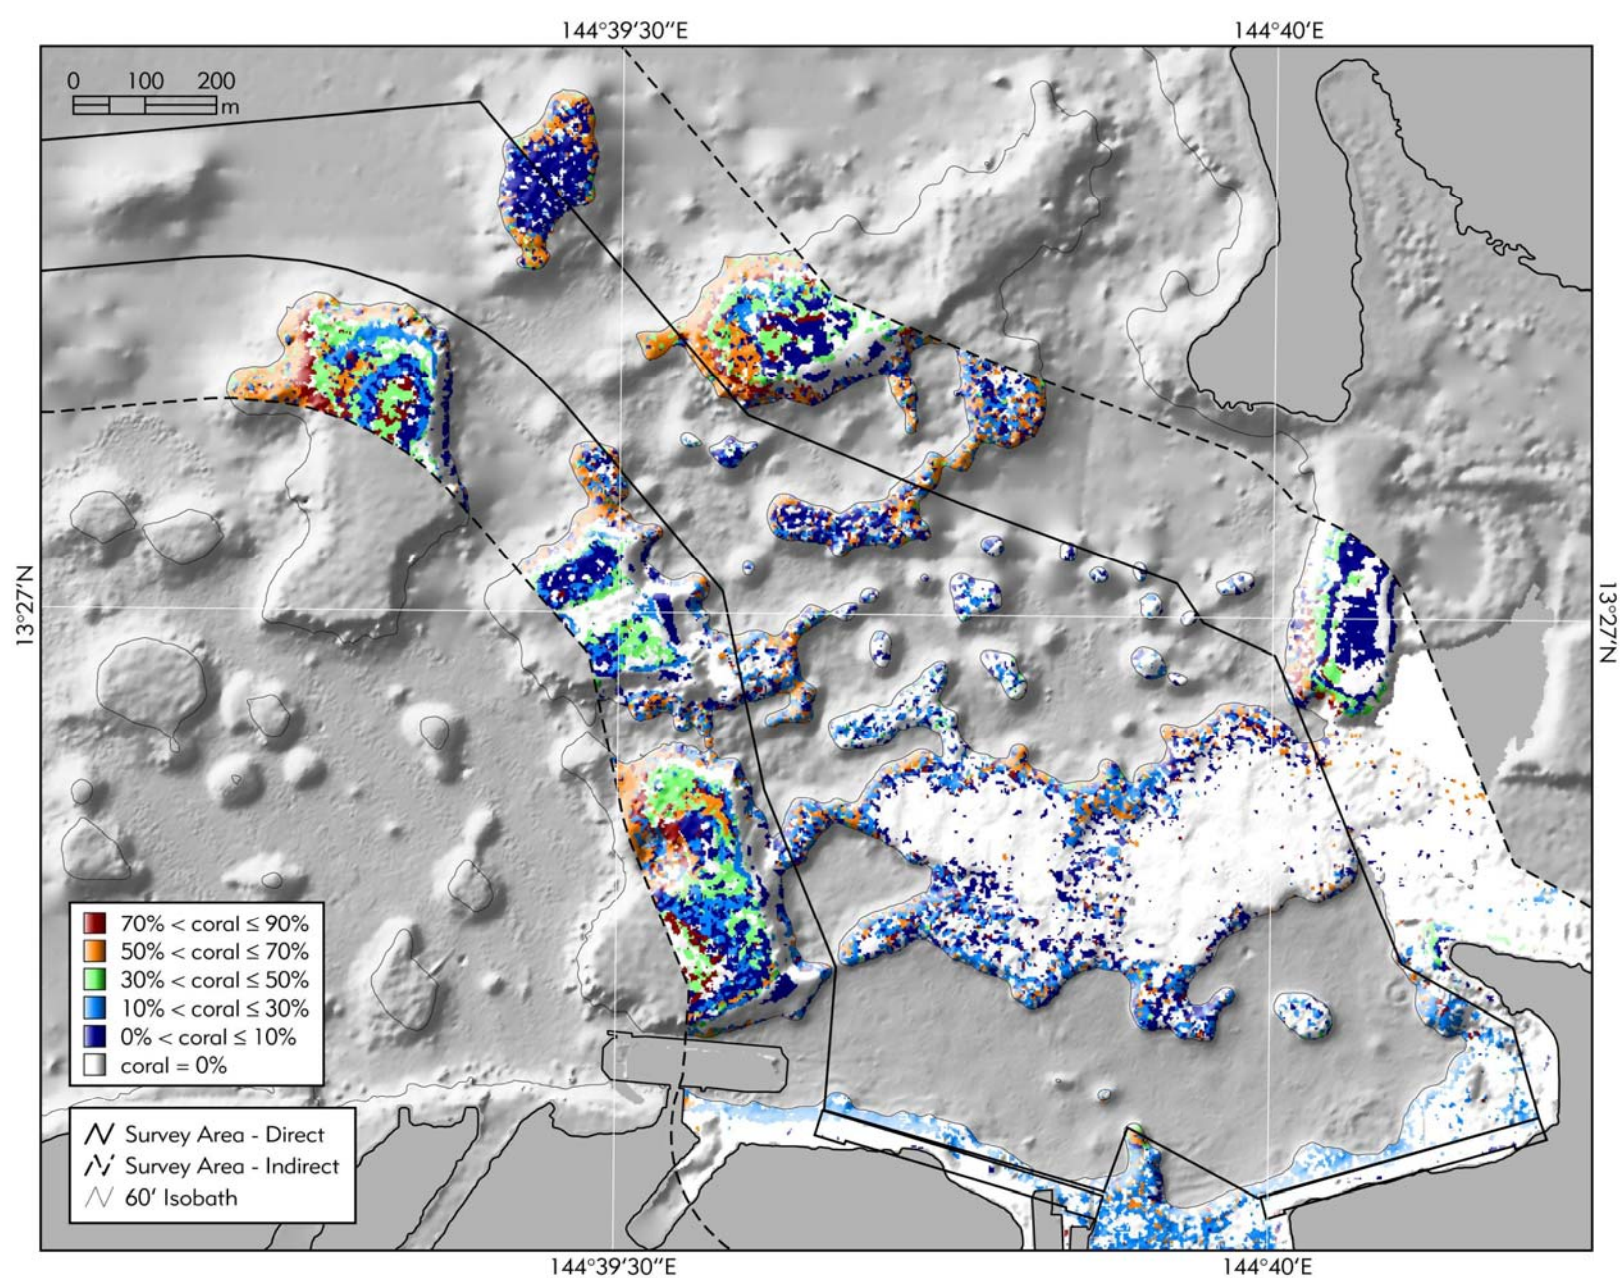 144°39'30"E
144°40'E
0 100 200
m
13°27'N
13°27'N
70% < coral ≤ 90%
50% < coral ≤ 70%
30% < coral ≤ 50%
10% < coral ≤ 30%
0% < coral ≤ 10%
coral = 0%
Survey Area - Direct
Survey Area - Indirect
60' Isobath
144°39'30"E
144°40'E